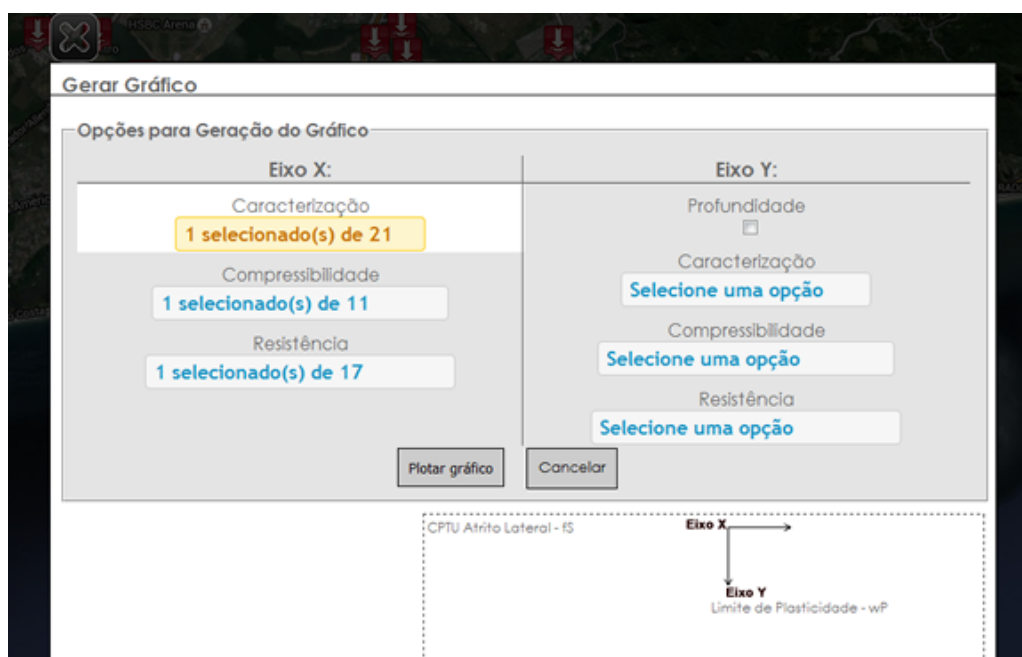 HSBC Arena
Gerar Gráfico
Opções para Geração do Gráfico
Eixo X:
Eixo Y:
Caracterização
1 selecionado(s) de 21
Compressibilidade
1 selecionado(s) de 11
Resistência
1 selecionado(s) de 17
Profundidade
Caracterização
Selecione uma opção
Compressibilidade
Selecione uma opção
Resistência
Selecione uma opção
Plotar gráfico
Cancelar
CPTU Atrito Lateral - fS
Eixo X
Eixo Y
Limite de Plasticidade - wP